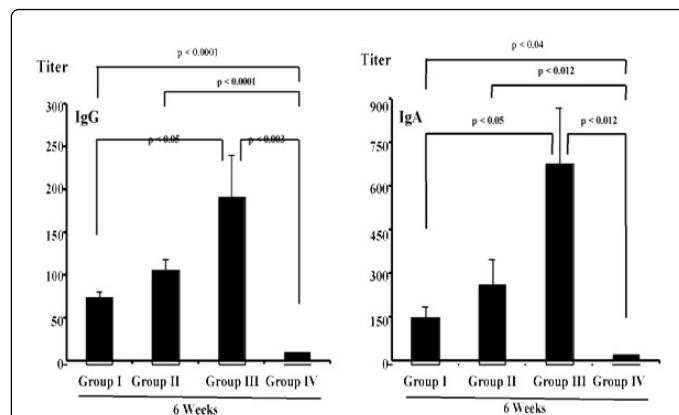 p < 0.0001
Titer
p < 0.0001
300
IgG
250
p < 0.05
p < 0.003
200
150
100
50
0
Group I Group II Group III Group IV
6 Weeks
p < 0.04
Titer
p < 0.012
900
IgA
p < 0.05
p < 0.012
750
600
450
300
150
0
Group I Group II Group III Group IV
6 Weeks